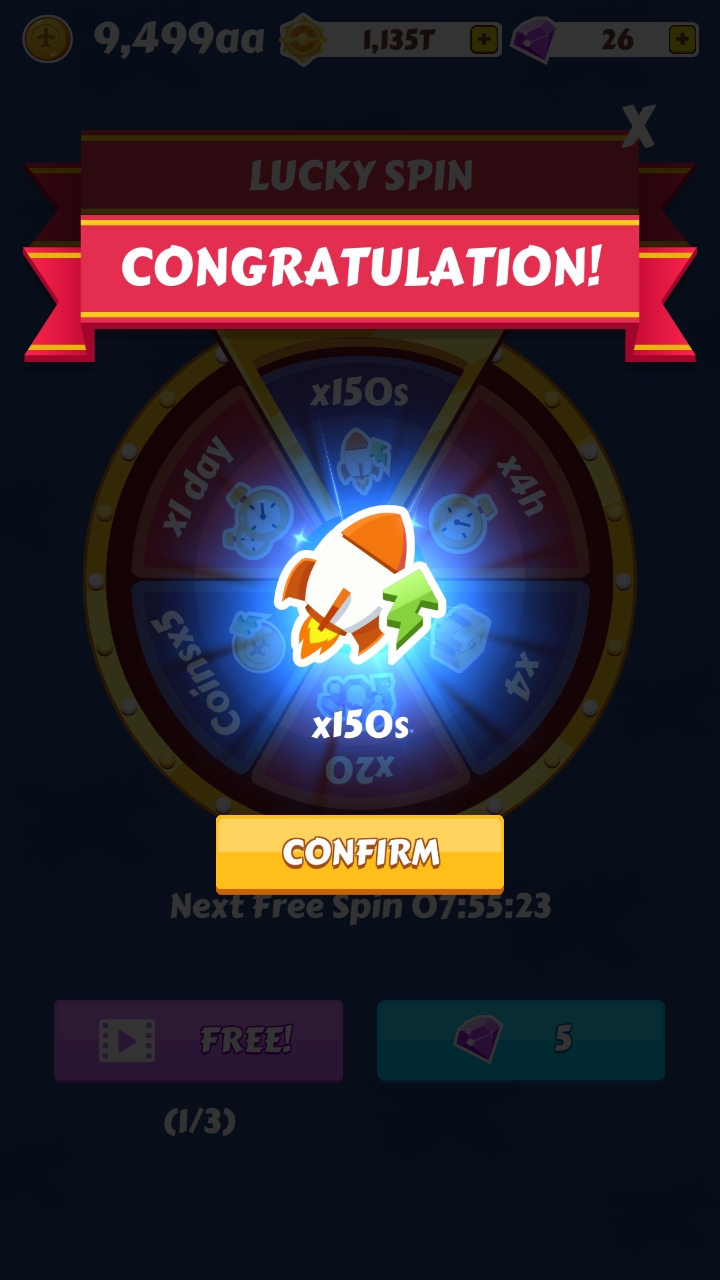 9,499aa
1,135T
26
X
LUCKY SPIN
CONGRATULATION!
x150s
x1 day
x4h
Coinsx5
x4
x150s
x20
CONFIRM
Next Free Spin 07:55:23
FREE!
5
(1/3)